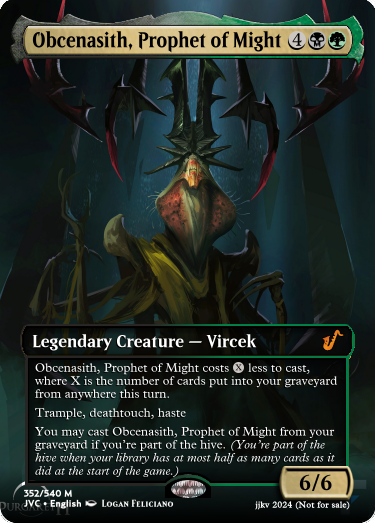 Obcenasith, Prophet of Might 4
Legendary Creature — Vircek
Obcenasith, Prophet of Might costs X less to cast,
where X is the number of cards put into your graveyard
from anywhere this turn.
Trample, deathtouch, haste
You may cast Obcenasith, Prophet of Might from your
graveyard if you're part of the hive. (You're part of the
hive when your library has at most half as many cards as it
did at the start of the game.)
6/6
352/540 M
JVC • English Logan Feliciano
jjkv 2024 (Not for sale)